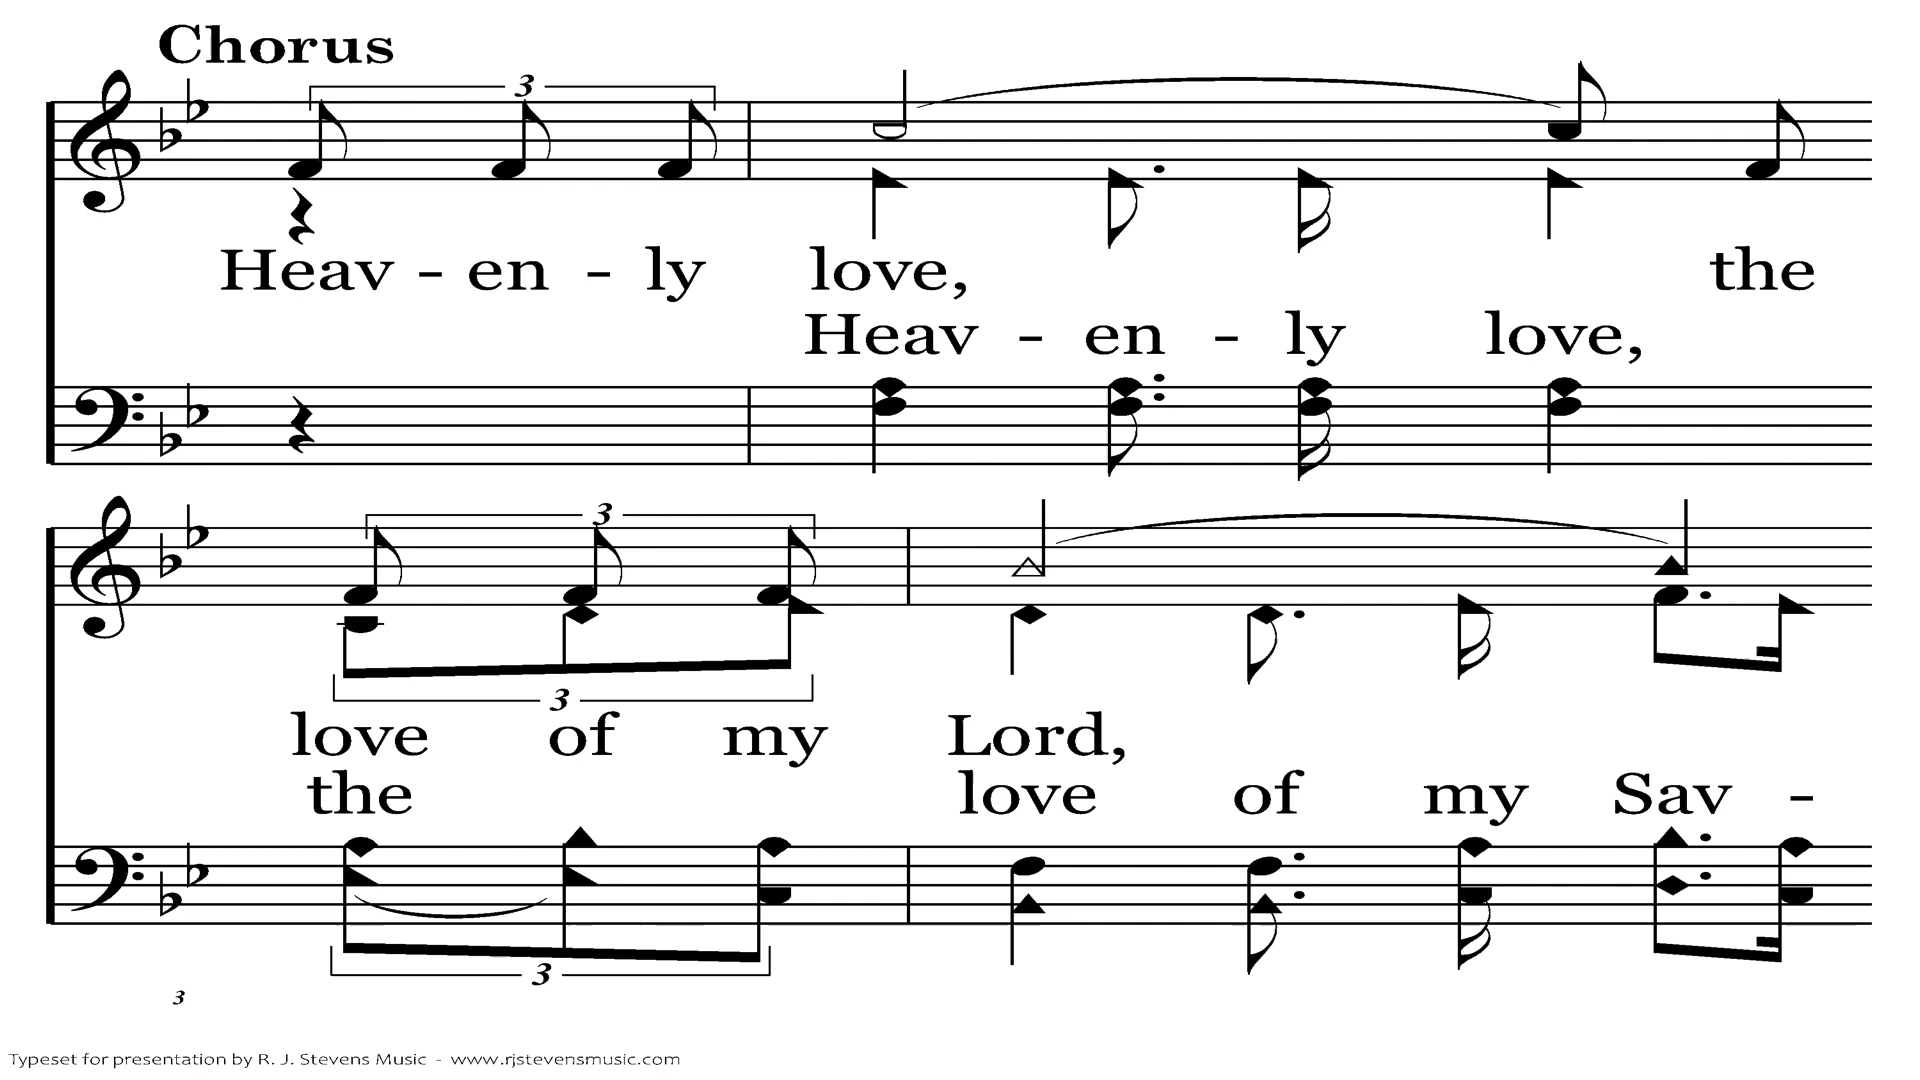 Chorus
3
Heav - en - ly love, the
Heav - en - ly love,
3
3
love of my Lord,
the love of my Sav -
3
3
Typeset for presentation by R. J. Stevens Music - www.rjstevensmusic.com